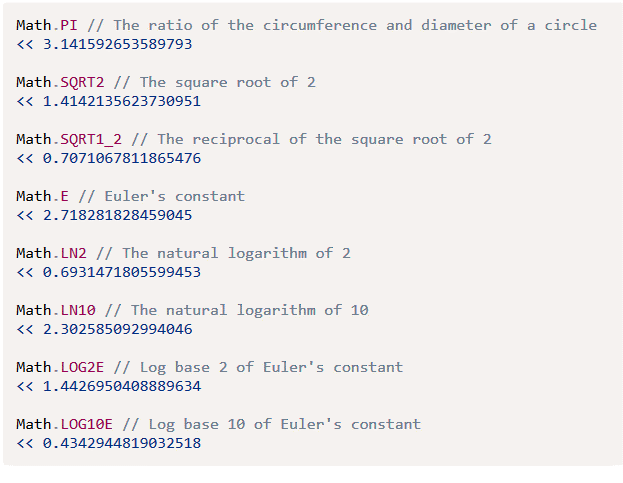 Math.PI // The ratio of the circumference and diameter of a circle
<< 3.141592653589793
Math.SQRT2 // The square root of 2
<< 1.4142135623730951
Math.SQRT1_2 // The reciprocal of the square root of 2
<< 0.7071067811865476
Math.E // Euler's constant
<< 2.718281828459045
Math.LN2 // The natural logarithm of 2
<< 0.6931471805599453
Math.LN10 // The natural logarithm of 10
<< 2.302585092994046
Math.LOG2E // Log base 2 of Euler's constant
<< 1.4426950408889634
Math.LOG10E // Log base 10 of Euler's constant
<< 0.4342944819032518